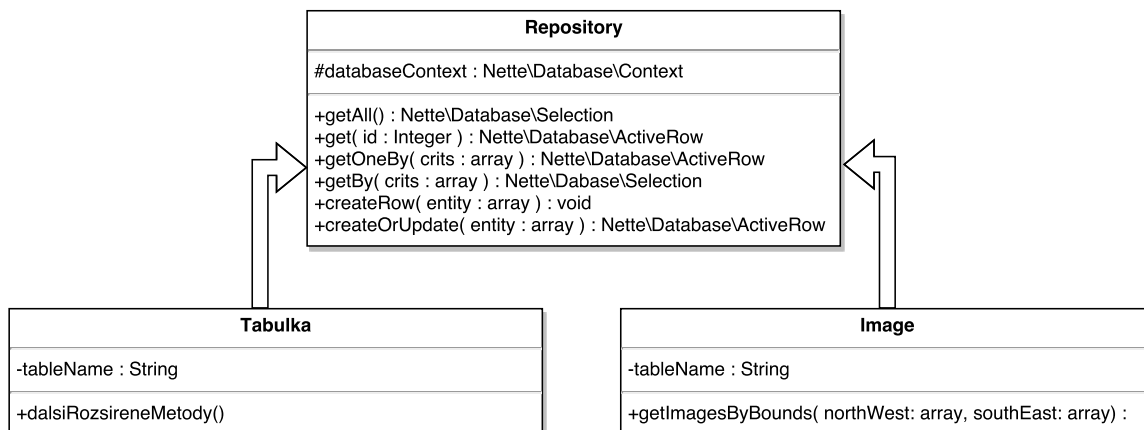 Repository
#databaseContext : Nette\Database\Context
+getAll() : Nette\Database\Selection
+get( id : Integer ) : Nette\Database\ActiveRow
+getOneBy( crits : array ) : Nette\Database\ActiveRow
+getBy( crits : array ) : Nette\Dabase\Selection
+createRow( entity : array ) : void
+createOrUpdate( entity : array ) : Nette\Database\ActiveRow
Tabulka
-tableName : String
+dalsiRozsireneMetody()
Image
-tableName : String
+getImagesByBounds( northWest: array, southEast: array) :